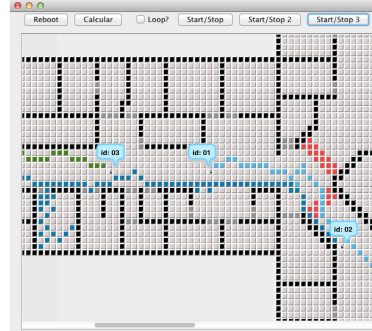 Reboot Calcular Loop? Start/Stop Start/Stop 2 Start/Stop 3
id: 03 id: 01
id: 02